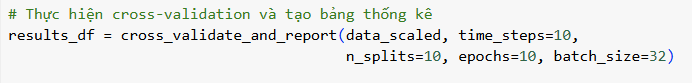 # Thực hiện cross-validation và tạo bảng thống kê
results_df = cross_validate_and_report(data_scaled, time_steps=10,
n_splits=10, epochs=10, batch_size=32)